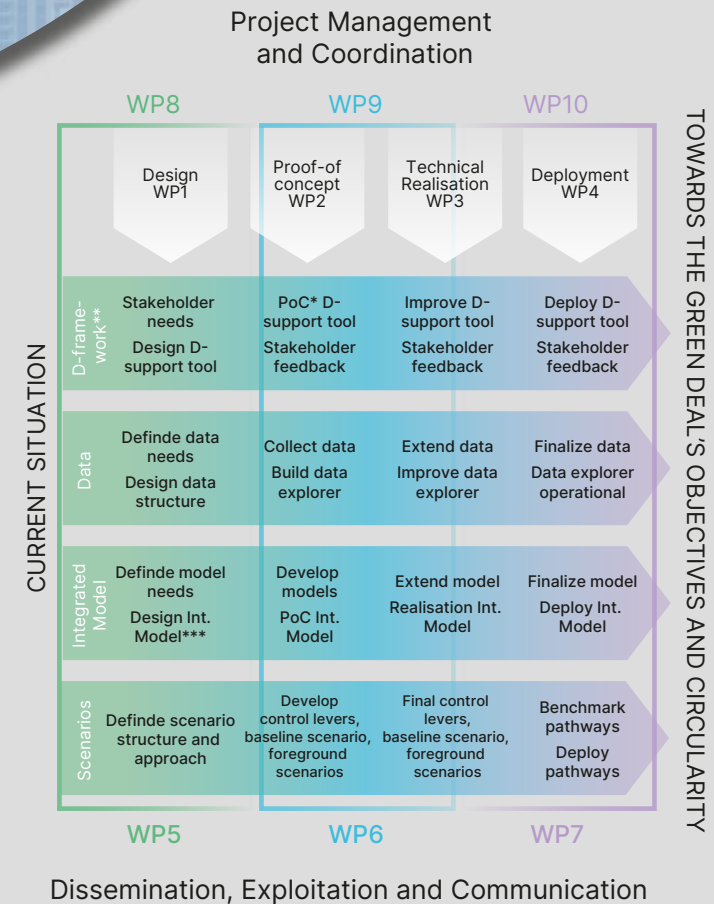 Project Management
and Coordination
WP8
WP9
WP10
Design
WP1
Proof-of
concept
WP2
Technical
Realisation
WP3
Deployment
WP4
CURRENT SITUATION
TOWARDS THE GREEN DEAL'S OBJECTIVES AND CIRCULARITY
D-frame-
work**
Stakeholder
needs
Design D-
support tool
PoC* D-
support tool
Stakeholder
feedback
Improve D-
support tool
Stakeholder
feedback
Deploy D-
support tool
Stakeholder
feedback
Data
Definde data
needs
Design data
structure
Collect data
Build data
explorer
Extend data
Improve data
explorer
Finalize data
Data explorer
operational
Integrated
Model
Definde model
needs
Design Int.
Model***
Develop
models
PoC Int.
Model
Extend model
Realisation Int.
Model
Finalize model
Deploy Int.
Model
Scenarios
Definde scenario
structure and
approach
Develop
control levers,
baseline scenario,
foreground
scenarios
Final control
levers,
baseline scenario,
foreground
scenarios
Benchmark
pathways
Deploy
pathways
WP5
WP6
WP7
Dissemination, Exploitation and Communication